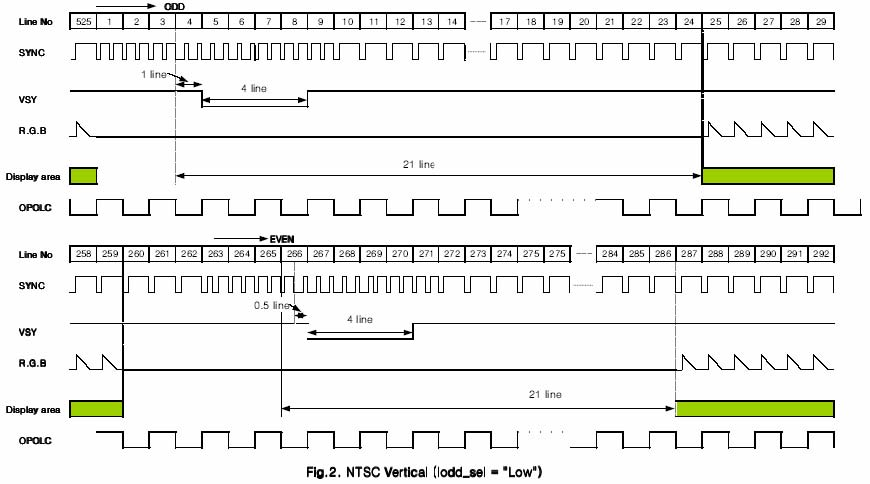 ODD
Line No 525 1 2 3 4 5 6 7 8 9 10 11 12 13 14 17 18 19 20 21 22 23 24 25 26 27 28 29
SYNC
1 line
4 line
VSY
R.G.B
21 line
Display area
OPOLC
EVEN
Line No 258 259 260 261 262 263 264 265 266 267 268 269 270 271 272 273 274 275 275 284 285 286 287 288 289 290 291 292
SYNC
0.5 line
4 line
VSY
R.G.B
21 line
Display area
OPOLC
Fig.2. NTSC Vertical (Iodd_sel = "Low")